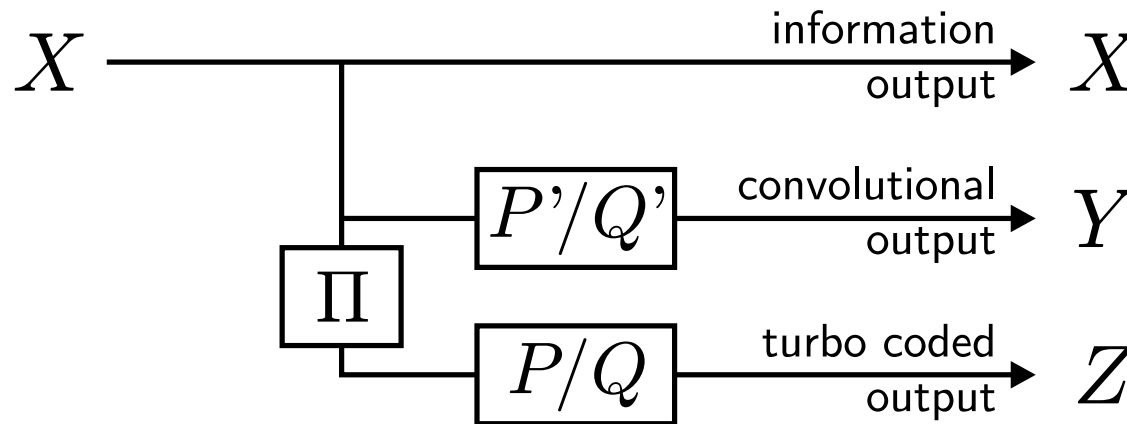 X
information
output
X
P'/Q'
convolutional
output
Y
Π
P/Q
turbo coded
output
Z